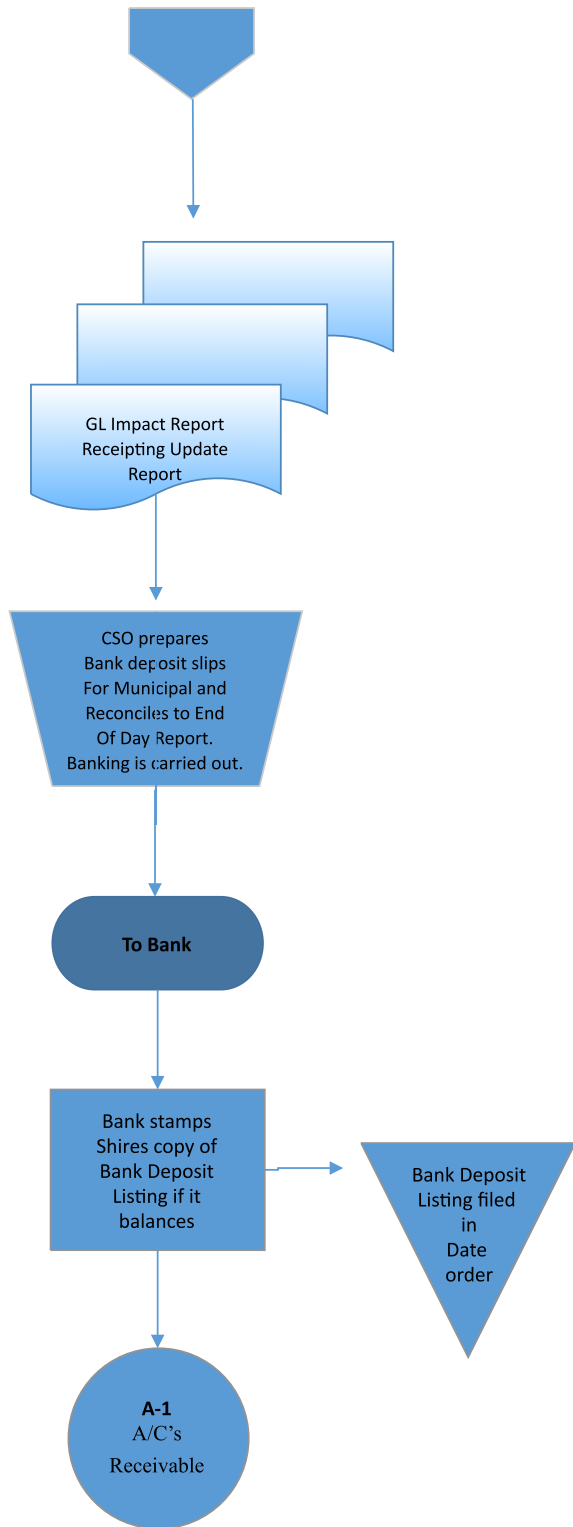 GL Impact Report
Receipting Update
Report
CSO prepares
Bank deposit slips
For Municipal and
Reconciles to End
Of Day Report.
Banking is carried out.
To Bank
Bank stamps
Shires copy of
Bank Deposit
Listing if it
balances
Bank Deposit
Listing filed
in
Date
order
A-1
A/C’s
Receivable